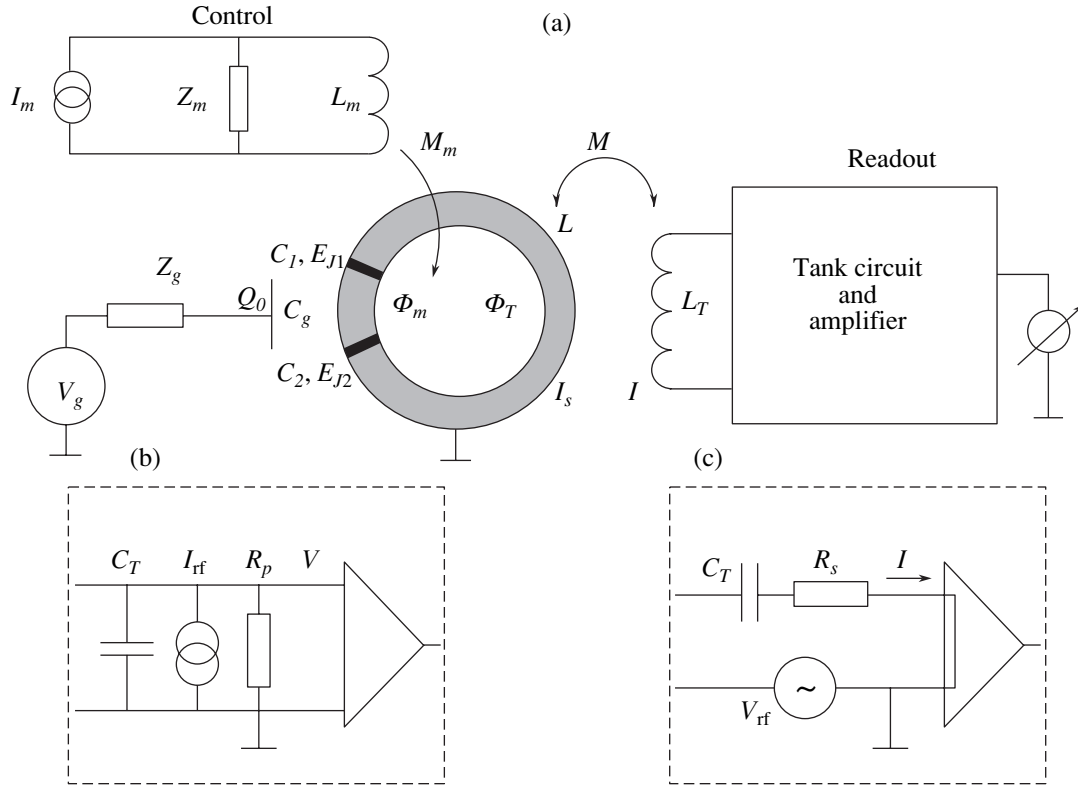 Control
(a)
I_m
Z_m
L_m
M_m
M
Readout
L
C_1, E_J1
Z_g
Q_0
C_g
Φ_m
Φ_T
L_T
Tank circuit
and
amplifier
C_2, E_J2
V_g
I_s
I
(b)
(c)
C_T
I_rf
R_p
V
C_T
R_s
I
~
V_rf